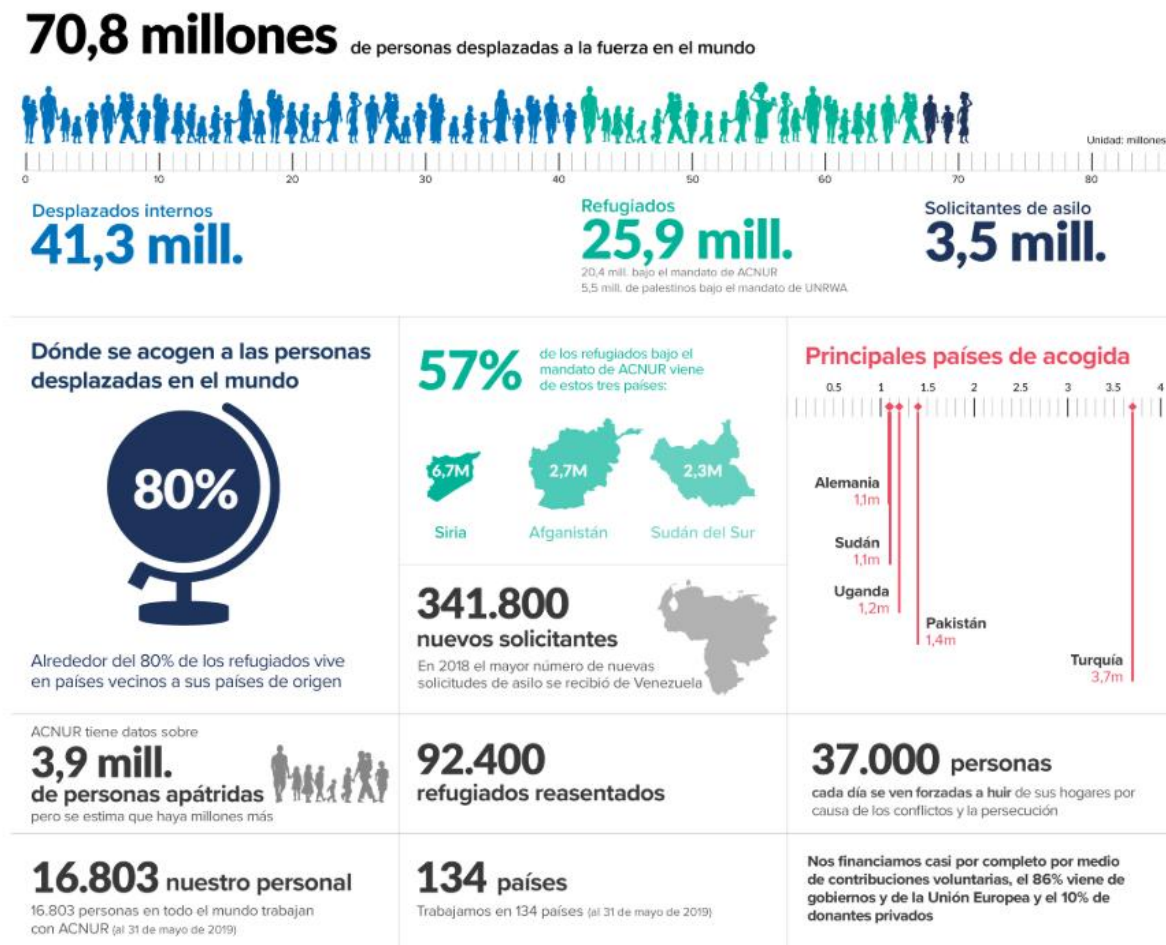 70,8 millones de personas desplazadas a la fuerza en el mundo
Unidad: millones
0 10 20 30 40 50 60 70 80
Desplazados internos
41,3 mill.
Refugiados
25,9 mill.
20,4 mill. bajo el mandato de ACNUR
5,5 mill. de palestinos bajo el mandato de UNRWA
Solicitantes de asilo
3,5 mill.
Dónde se acogen a las personas
desplazadas en el mundo
80%
Alrededor del 80% de los refugiados vive
en países vecinos a sus países de origen
57%
de los refugiados bajo el
mandato de ACNUR viene
de estos tres países:
6,7M
2,7M
2,3M
Siria
Afganistán
Sudán del Sur
341.800
nuevos solicitantes
En 2018 el mayor número de nuevas
solicitudes de asilo se recibió de Venezuela
Principales países de acogida
0.5 1 1.5 2 2.5 3 3.5 4
Alemania
1,1m
Sudán
1,1m
Uganda
1,2m
Pakistán
1,4m
Turquía
3,7m
ACNUR tiene datos sobre
3,9 mill.
de personas apátridas
pero se estima que haya millones más
92.400
refugiados reasentados
37.000 personas
cada día se ven forzadas a huir de sus hogares por
causa de los conflictos y la persecución
16.803 nuestro personal
16.803 personas en todo el mundo trabajan
con ACNUR (al 31 de mayo de 2019)
134 países
Trabajamos en 134 países (al 31 de mayo de 2019)
Nos financiamos casi por completo por medio
de contribuciones voluntarias, el 86% viene de
gobiernos y de la Unión Europea y el 10% de
donantes privados